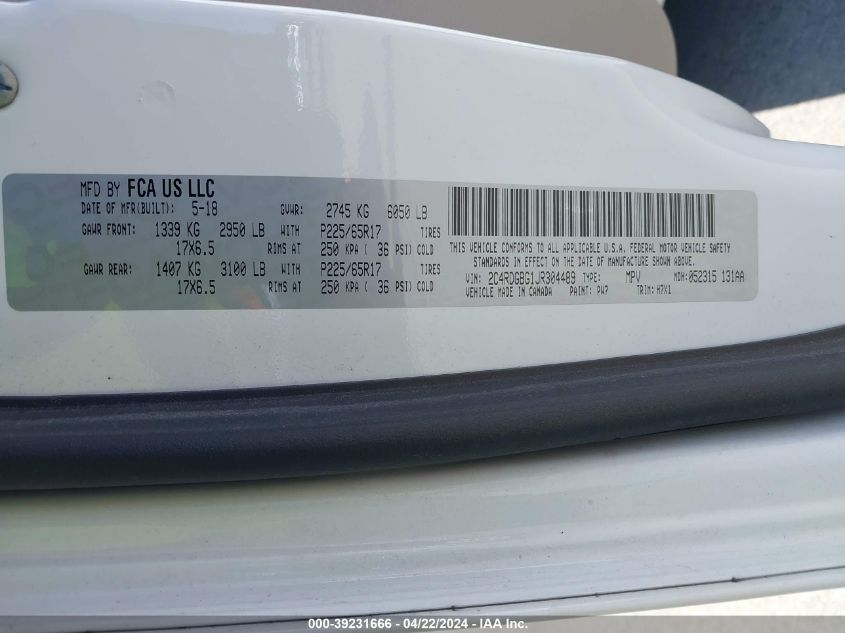 MFD BY FCA US LLC
DATE OF MFR(BUILT): 5-18 GVWR: 2745 KG 6050 LB
GAWR FRONT: 1339 KG 2950 LB WITH P225/65R17 TIRES
17X6.5 RIMS AT 250 KPA ( 36 PSI) COLD
GAWR REAR: 1407 KG 3100 LB WITH P225/65R17 TIRES
17X6.5 RIMS AT 250 KPA ( 36 PSI) COLD
THIS VEHICLE CONFORMS TO ALL APPLICABLE U.S.A. FEDERAL MOTOR VEHICLE SAFETY
STANDARDS IN EFFECT ON THE DATE OF MANUFACTURE SHOWN ABOVE.
VIN: 2C4RDGBG1JR304489 TYPE: MPV MDH:052315 131AA
VEHICLE MADE IN CANADA PAINT: PW7 TRIM: H7X1
000-39231666 - 04/22/2024 - IAA Inc.